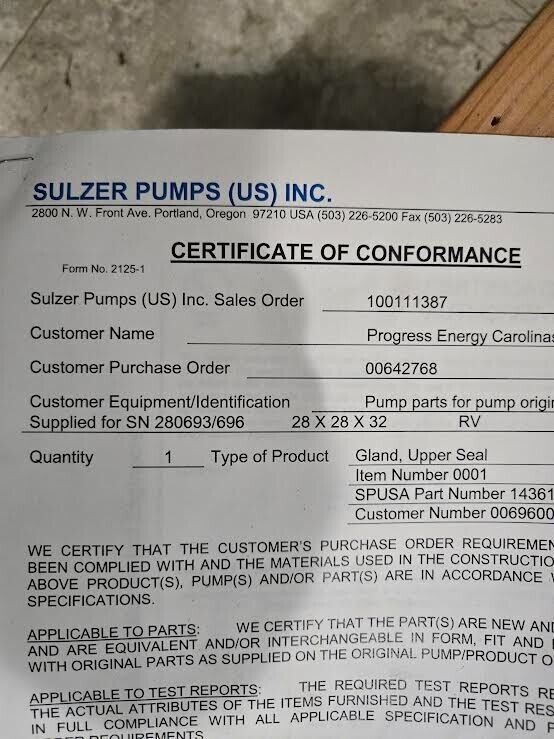 SULZER PUMPS (US) INC.
2800 N. W. Front Ave. Portland, Oregon 97210 USA (503) 226-5200 Fax (503) 226-5283
CERTIFICATE OF CONFORMANCE
Form No. 2125-1
Sulzer Pumps (US) Inc. Sales Order 100111387
Customer Name Progress Energy Carolinas
Customer Purchase Order 00642768
Customer Equipment/Identification Pump parts for pump
Supplied for SN 280693/696 28 X 28 X 32 RV
Quantity 1 Type of Product Gland, Upper Seal
Item Number 0001
SPUSA Part Number 14361
Customer Number 0069600
WE CERTIFY THAT THE CUSTOMER'S PURCHASE ORDER
BEEN COMPLIED WITH AND THE MATERIALS USED IN THE
ABOVE PRODUCT(S), PUMP(S) AND/OR PART(S) ARE IN ACCORDANCE
SPECIFICATIONS.
APPLICABLE TO PARTS: WE CERTIFY THAT THE PART(S) ARE NEW AND
AND ARE EQUIVALENT AND/OR INTERCHANGEABLE IN FORM, FIT AND
WITH ORIGINAL PARTS AS SUPPLIED ON THE ORIGINAL PUMP/PRODUCT
APPLICABLE TO TEST REPORTS: THE REQUIRED TEST REPORTS
THE ACTUAL ATTRIBUTES OF THE ITEMS FURNISHED AND THE TEST
IN FULL COMPLIANCE WITH ALL APPLICABLE SPECIFICATION AND